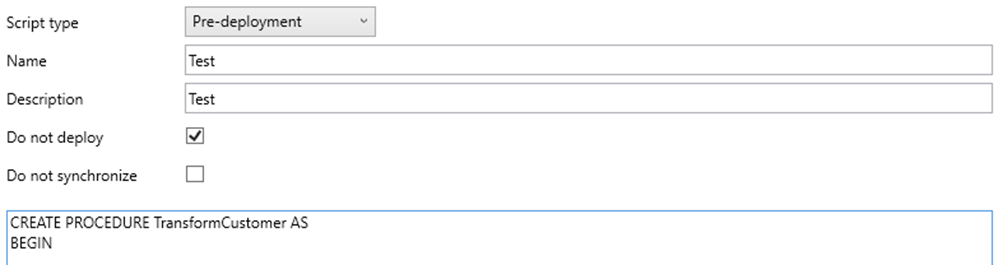 Script type Pre-deployment
Name Test
Description Test
Do not deploy
Do not synchronize
CREATE PROCEDURE TransformCustomer AS
BEGIN